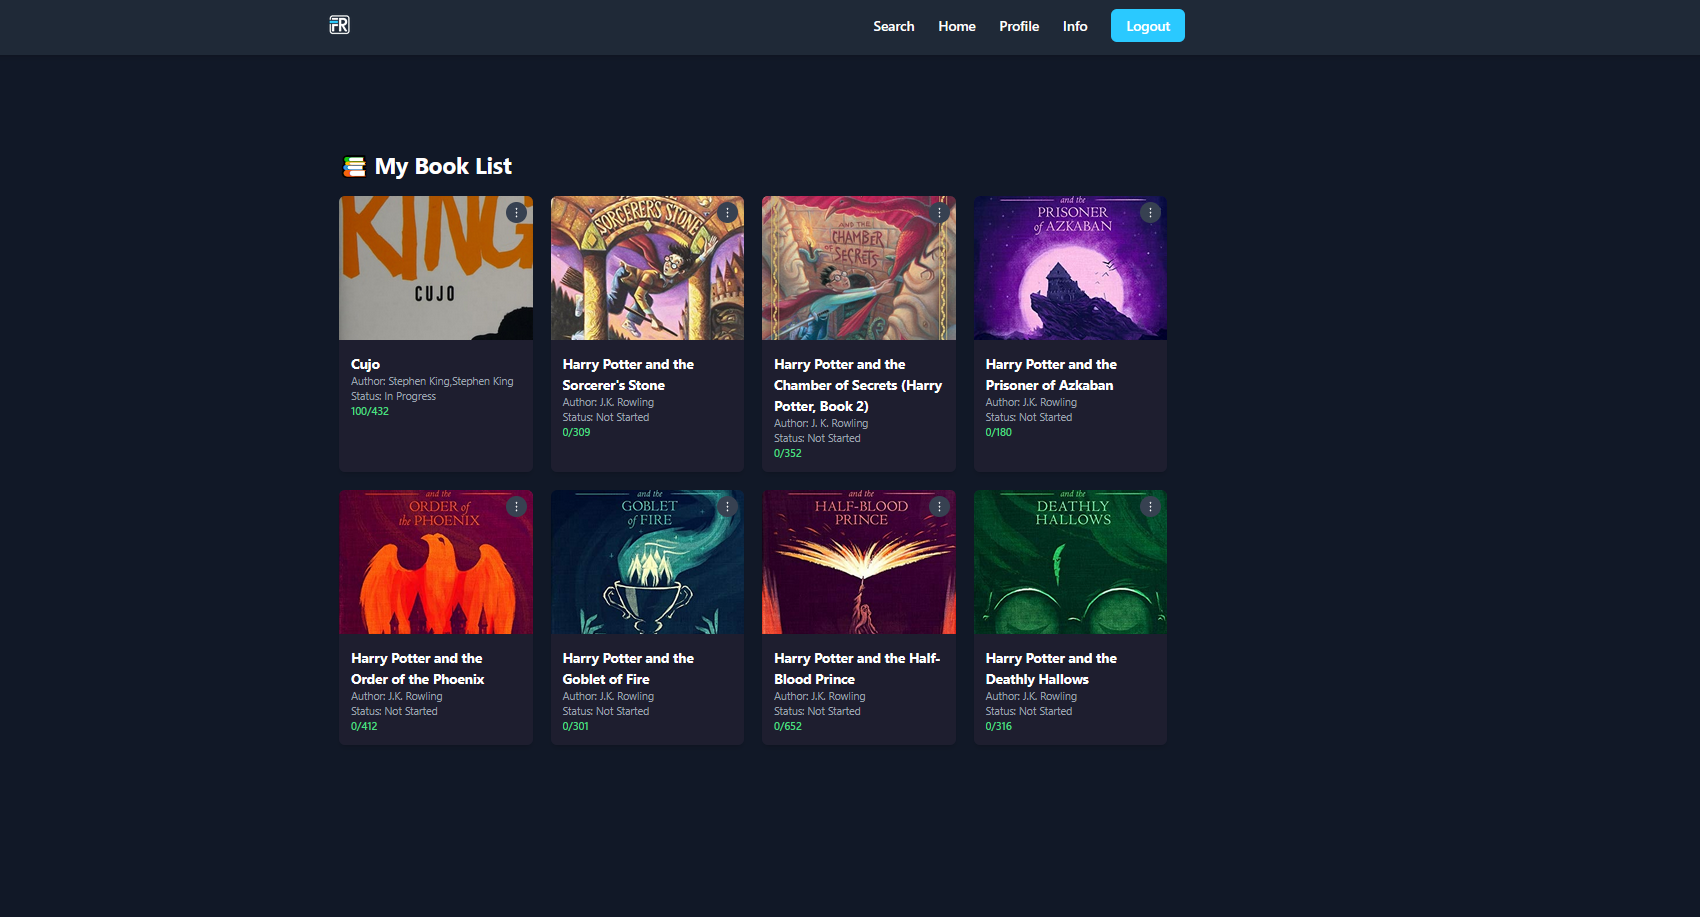 FR
Search Home Profile Info Logout
My Book List
KING
CUJO
Cujo
Author: Stephen King,Stephen King
Status: In Progress
100/432
SORCERER'S STONE
Harry Potter and the
Sorcerer's Stone
Author: J.K. Rowling
Status: Not Started
0/309
AND THE
CHAMBER
OF
SECRETS
Harry Potter and the
Chamber of Secrets (Harry
Potter, Book 2)
Author: J. K. Rowling
Status: Not Started
0/352
and the
PRISONER
of AZKABAN
Harry Potter and the
Prisoner of Azkaban
Author: J.K. Rowling
Status: Not Started
0/180
and the
ORDER of
the PHOENIX
Harry Potter and the
Order of the Phoenix
Author: J.K. Rowling
Status: Not Started
0/412
and the
GOBLET
of FIRE
Harry Potter and the
Goblet of Fire
Author: J.K. Rowling
Status: Not Started
0/301
and the
HALF-BLOOD
PRINCE
Harry Potter and the Half-
Blood Prince
Author: J.K. Rowling
Status: Not Started
0/652
and the
DEATHLY
HALLOWS
Harry Potter and the
Deathly Hallows
Author: J.K. Rowling
Status: Not Started
0/316